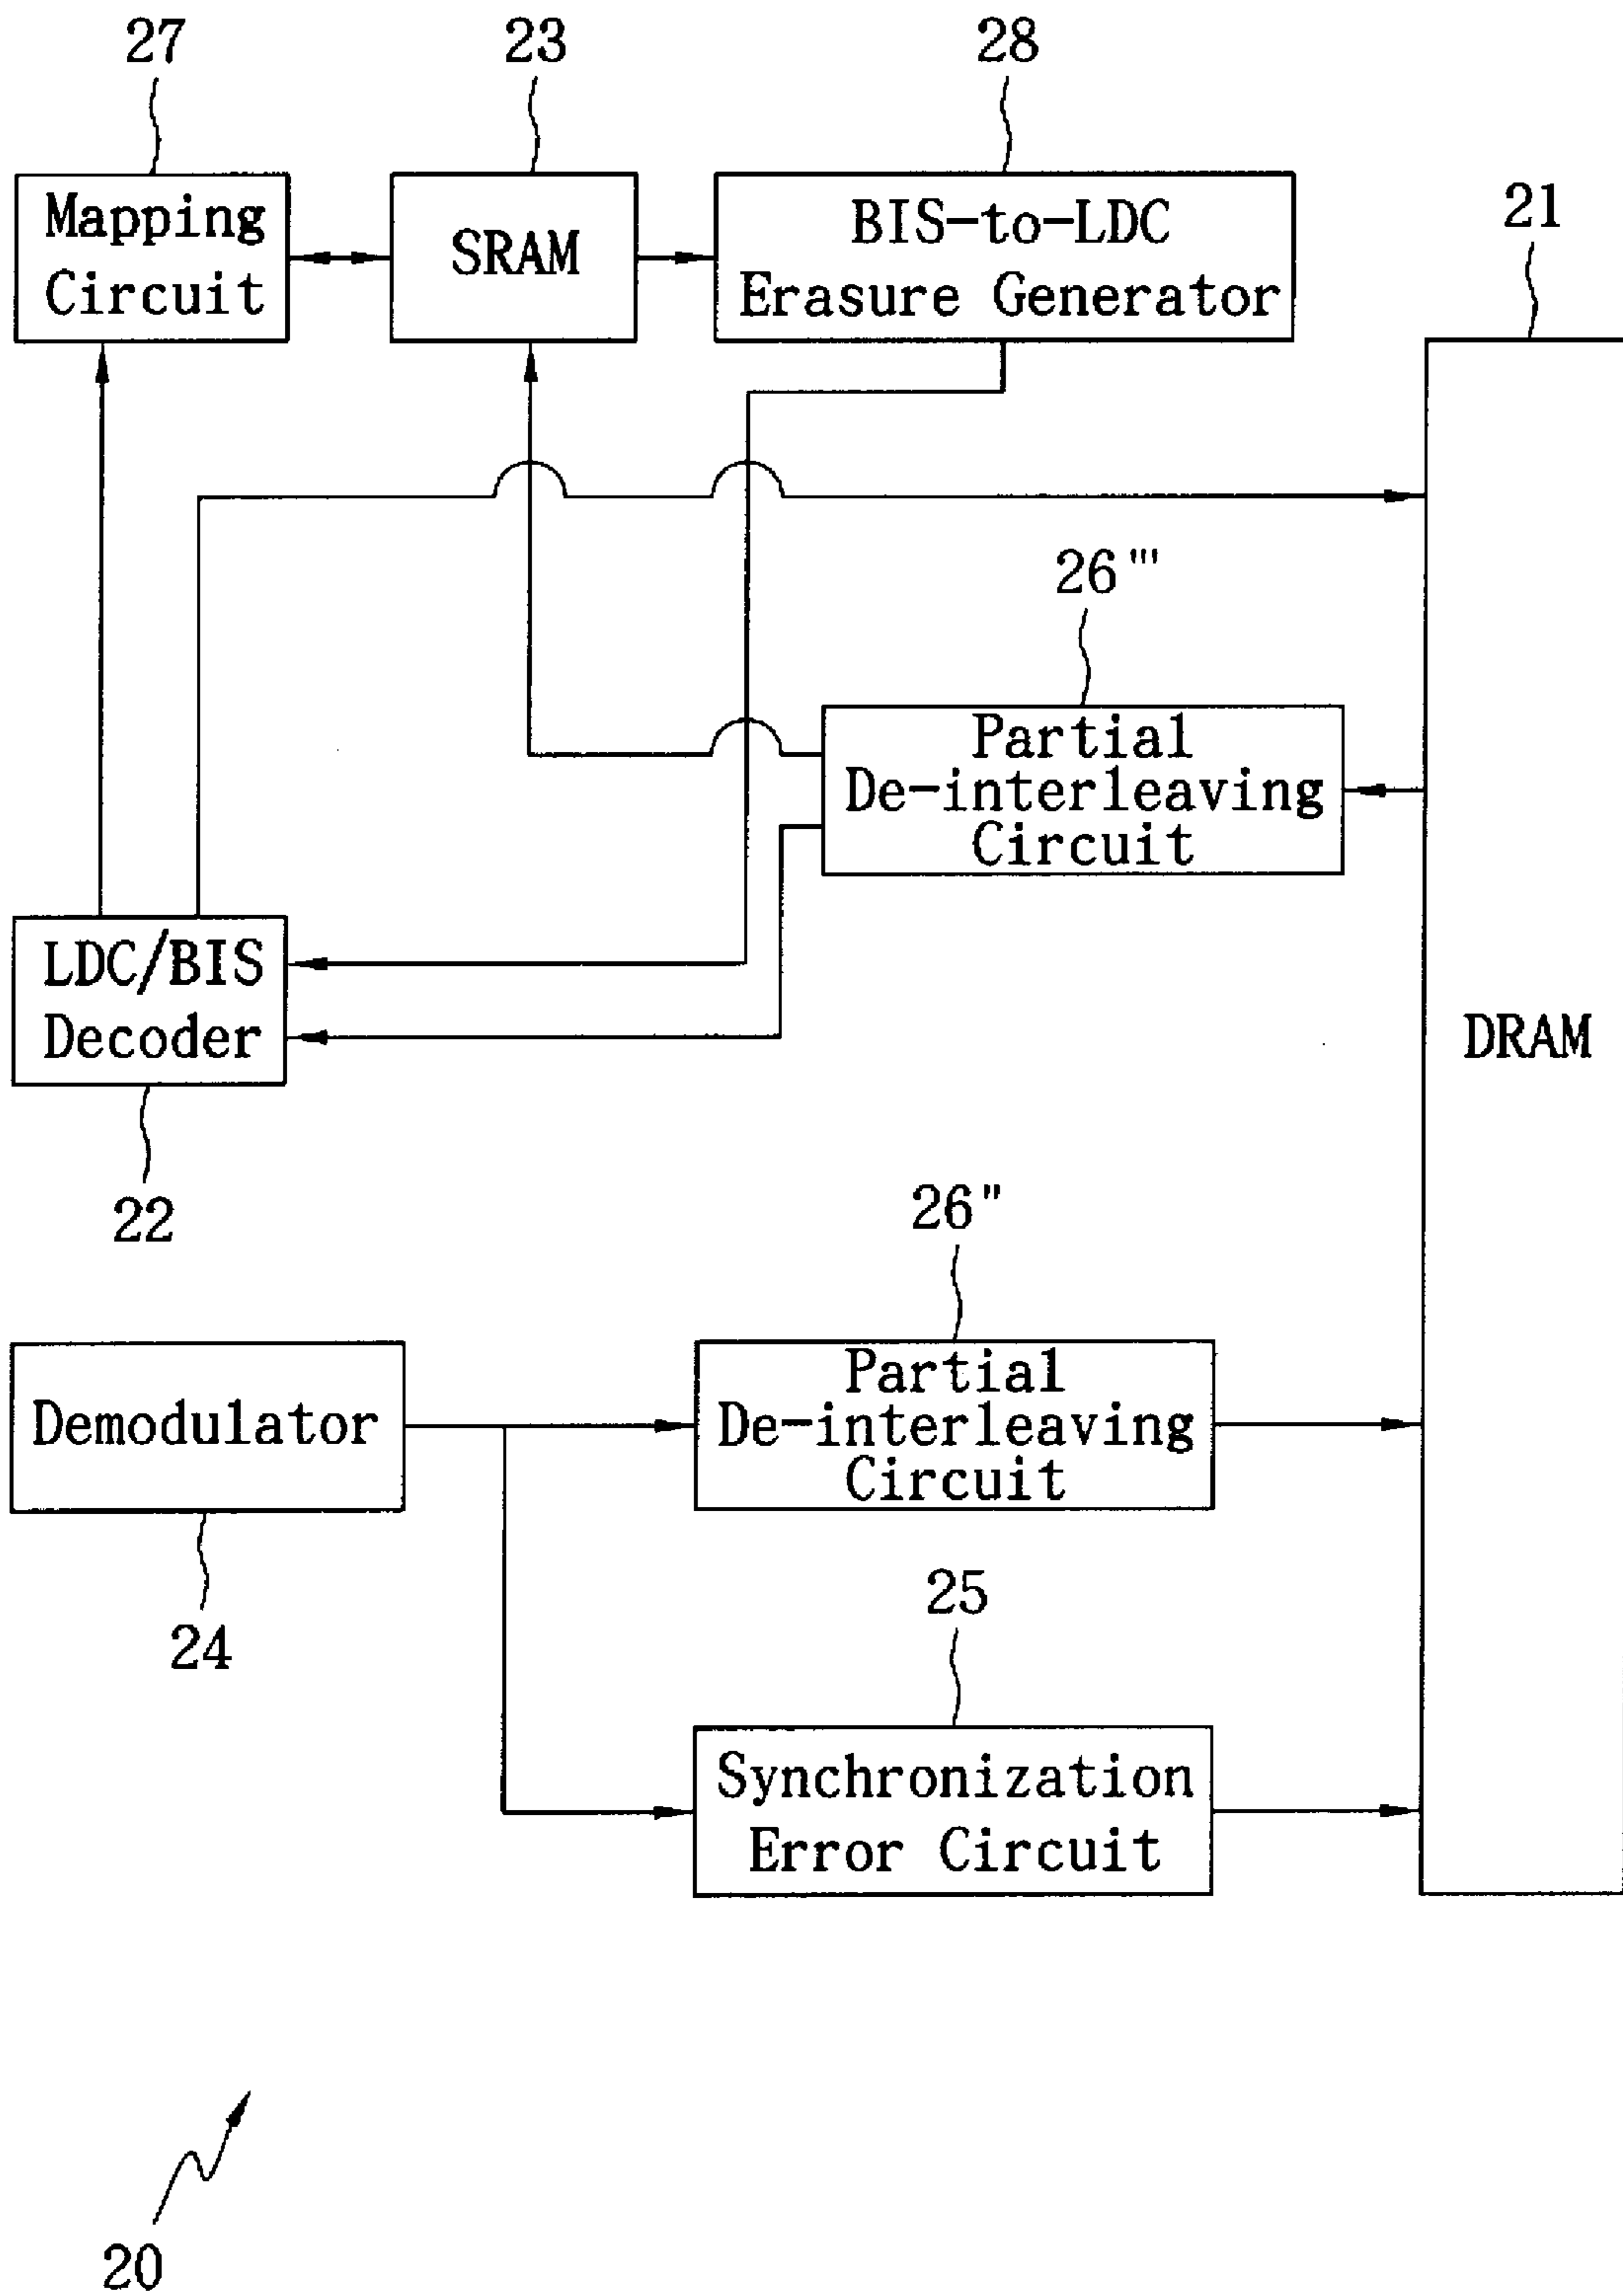 27
23
28
Mapping
Circuit
SRAM
BIS-to-LDC
Erasure Generator
21
26'''
Partial
De-interleaving
Circuit
LDC/BIS
Decoder
DRAM
22
26"
Demodulator
Partial
De-interleaving
Circuit
24
25
Synchronization
Error Circuit
20